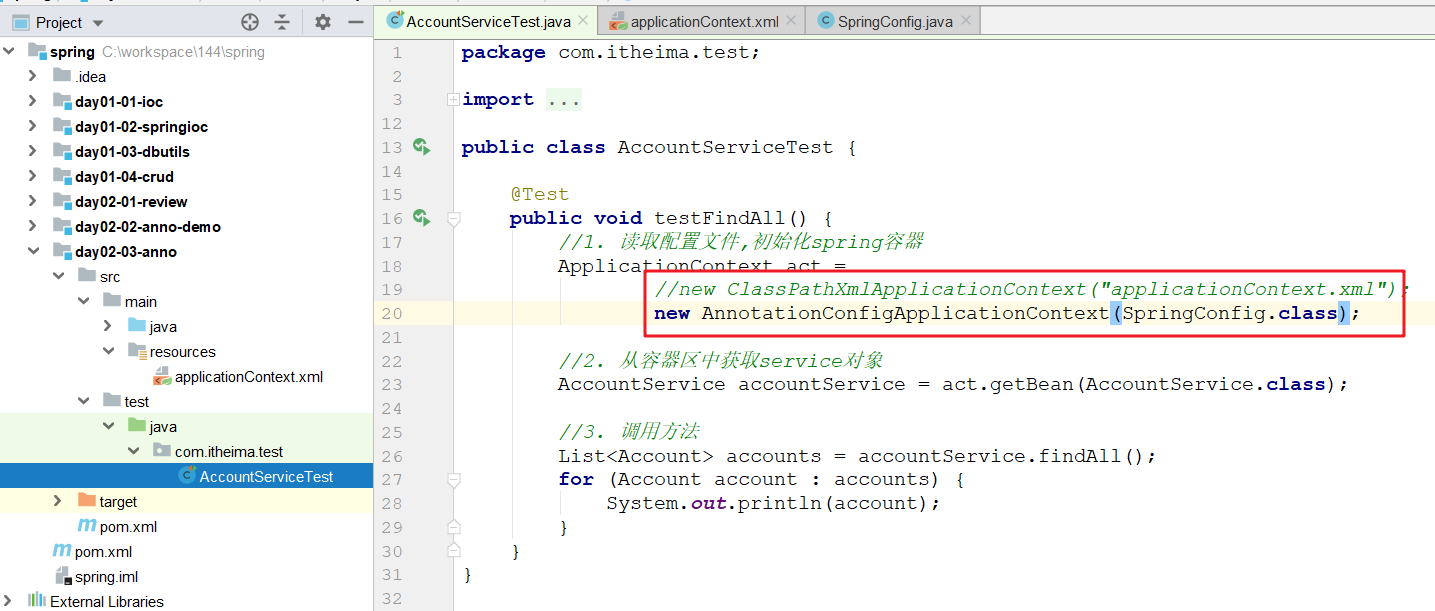 Project
spring C:\workspace\144\spring
.idea
day01-01-ioc
day01-02-springioc
day01-03-dbutils
day01-04-crud
day02-01-review
day02-02-anno-demo
day02-03-anno
src
main
java
resources
applicationContext.xml
test
java
com.itheima.test
AccountServiceTest
target
pom.xml
pom.xml
spring.iml
External Libraries
AccountServiceTest.java applicationContext.xml SpringConfig.java
1 package com.itheima.test;
2
3 import ...
12
13 public class AccountServiceTest {
14
15 @Test
16 public void testFindAll() {
17 //1. 读取配置文件,初始化spring容器
18 ApplicationContext act =
19 //new ClassPathXmlApplicationContext("applicationContext.xml");
20 new AnnotationConfigApplicationContext(SpringConfig.class);
21
22 //2. 从容器区中获取service对象
23 AccountService accountService = act.getBean(AccountService.class);
24
25 //3. 调用方法
26 List<Account> accounts = accountService.findAll();
27 for (Account account : accounts) {
28 System.out.println(account);
29 }
30 }
31 }
32